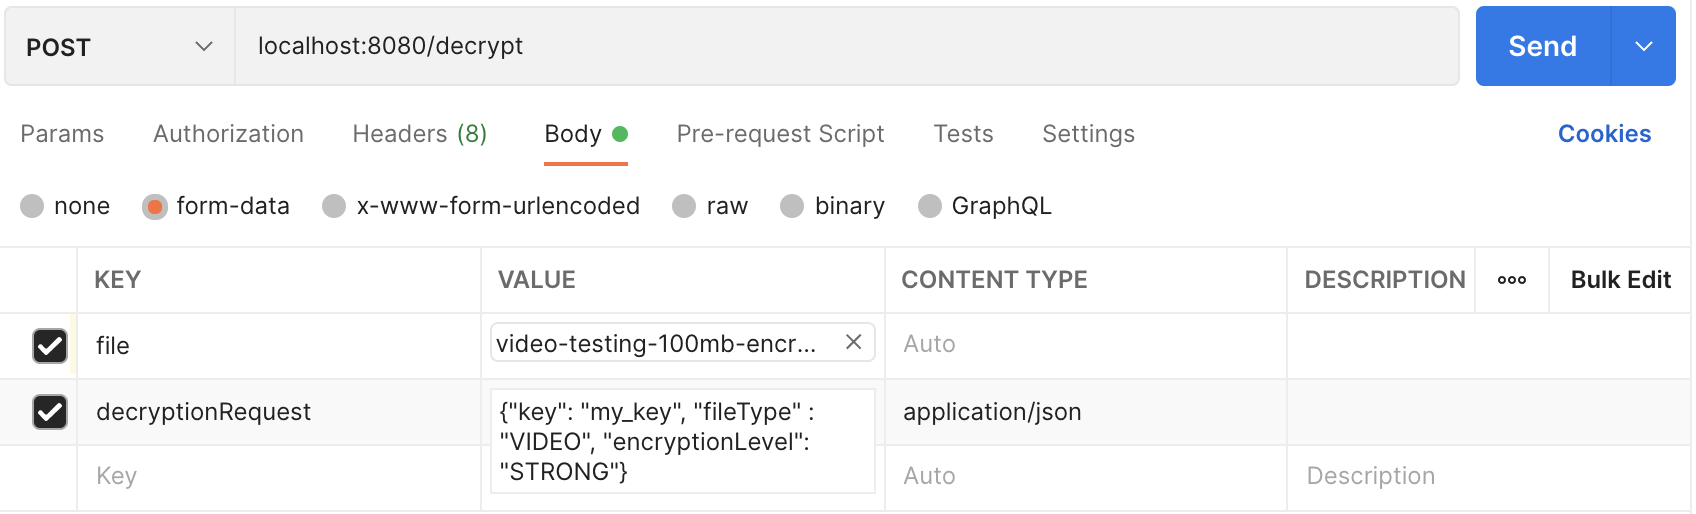 POST localhost:8080/decrypt Send
Params Authorization Headers (8) Body Pre-request Script Tests Settings Cookies
none form-data x-www-form-urlencoded raw binary GraphQL
KEY VALUE CONTENT TYPE DESCRIPTION ooo Bulk Edit
file video-testing-100mb-encr... Auto
decryptionRequest {"key": "my_key", "fileType" : application/json
"VIDEO", "encryptionLevel":
"STRONG"}
Key Auto Description